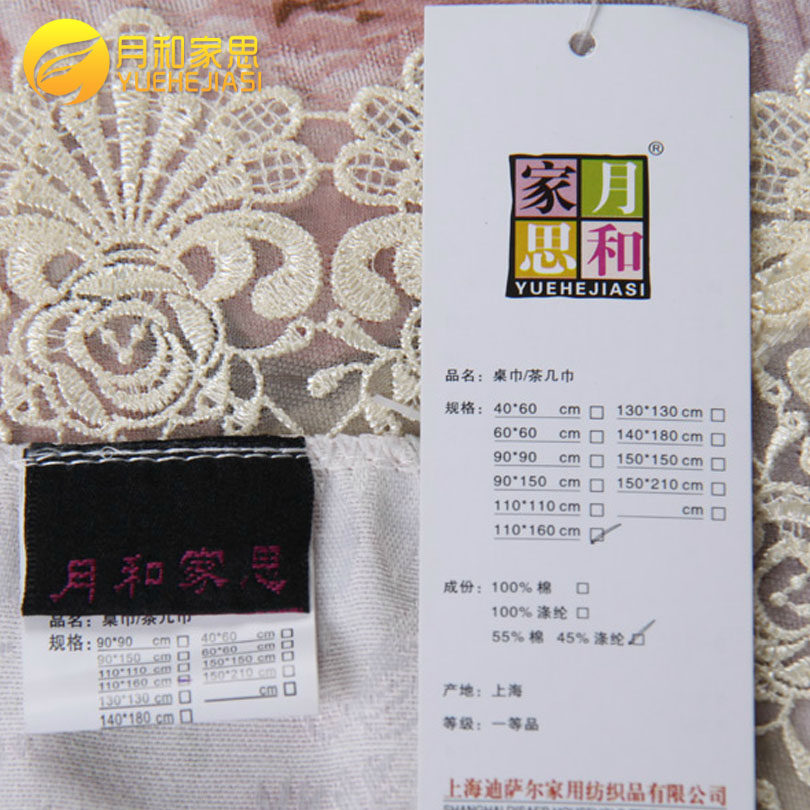 月和家思
YUEHEJIASI
®
家月
思和
YUEHEJIASI
品名：桌巾/茶几巾
规格：40*60 cm □ 130*130 cm □
60*60 cm □ 140*180 cm □
90*90 cm □ 150*150 cm □
90*150 cm □ 150*210 cm □
110*110 cm □ cm □
110*160 cm □
成份：100% 棉 □
100% 涤纶 □
55% 棉 45% 涤纶 □
产地：上海
等级：一等品
上海迪萨尔家用纺织品有限公司
月和家思
品名：桌巾/茶几巾
规格：90*90 cm □ 40*60 cm □
90*150 cm □ 60*60 cm □
110*110 cm □ 150*150 cm □
110*160 cm □ 150*210 cm □
130*130 cm □ cm □
140*180 cm □